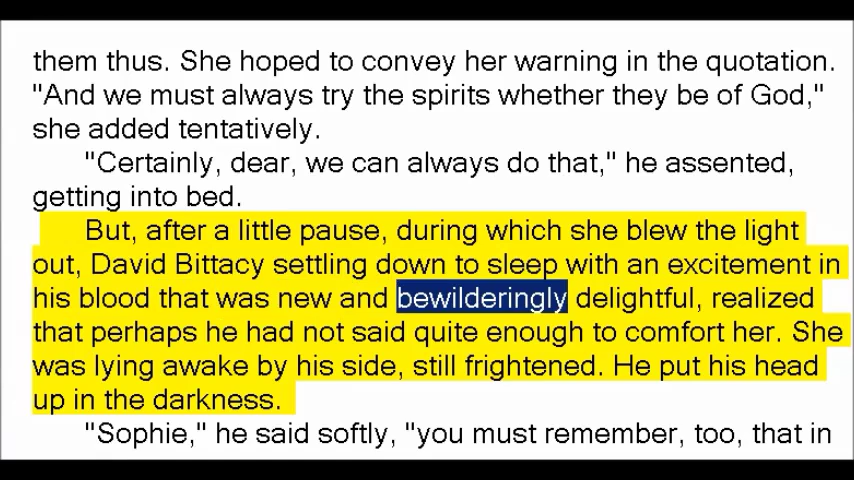 them thus. She hoped to convey her warning in the quotation.
"And we must always try the spirits whether they be of God,"
she added tentatively.
"Certainly, dear, we can always do that," he assented,
getting into bed.
But, after a little pause, during which she blew the light
out, David Bittacy settling down to sleep with an excitement in
his blood that was new and bewilderingly delightful, realized
that perhaps he had not said quite enough to comfort her. She
was lying awake by his side, still frightened. He put his head
up in the darkness.
"Sophie," he said softly, "you must remember, too, that in